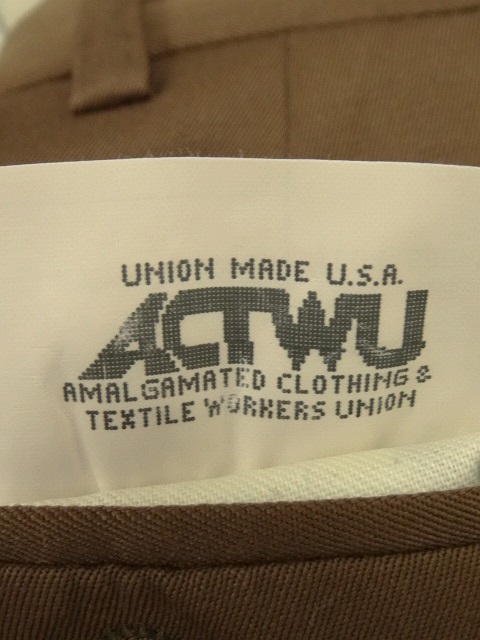 UNION MADE U.S.A.
ACTWU
AMALGAMATED CLOTHING &
TEXTILE WORKERS UNION